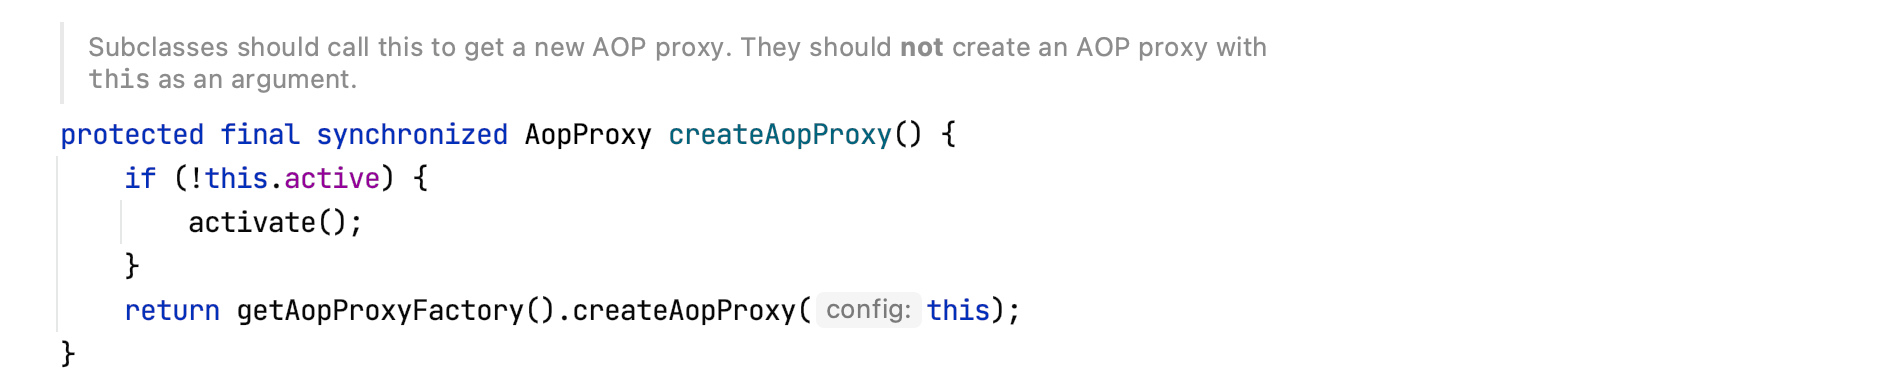 Subclasses should call this to get a new AOP proxy. They should not create an AOP proxy with
this as an argument.
protected final synchronized AopProxy createAopProxy() {
    if (!this.active) {
        activate();
    }
    return getAopProxyFactory().createAopProxy( config: this);
}